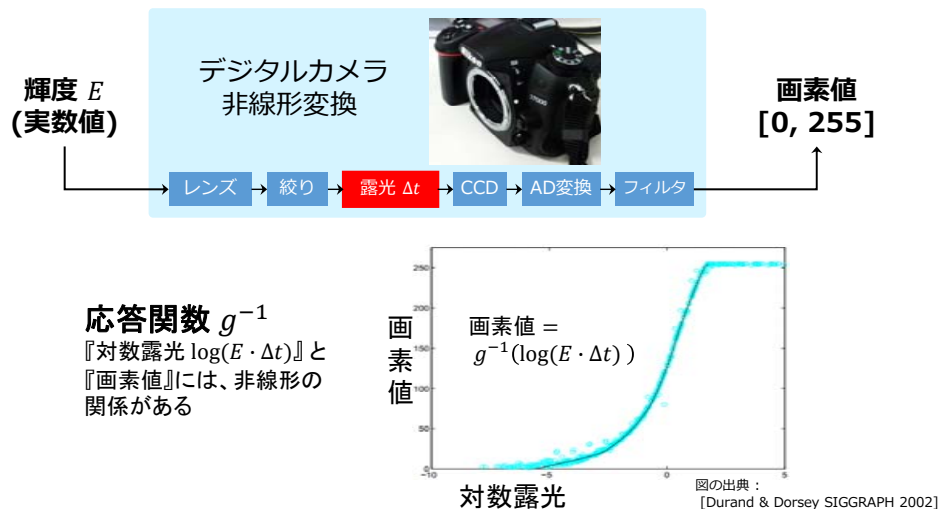 デジタルカメラ
非線形変換
Nikon
D7000
輝度 E
(実数値)
画素値
[0, 255]
レンズ
絞り
露光 Δt
CCD
AD変換
フィルタ
応答関数 g⁻¹
『対数露光 log(E · Δt)』と
『画素値』には、非線形の
関係がある
画素値
画素値 =
g⁻¹(log(E · Δt) )
250
200
150
100
50
0
-10
-5
0
5
対数露光
図の出典：
[Durand & Dorsey SIGGRAPH 2002]